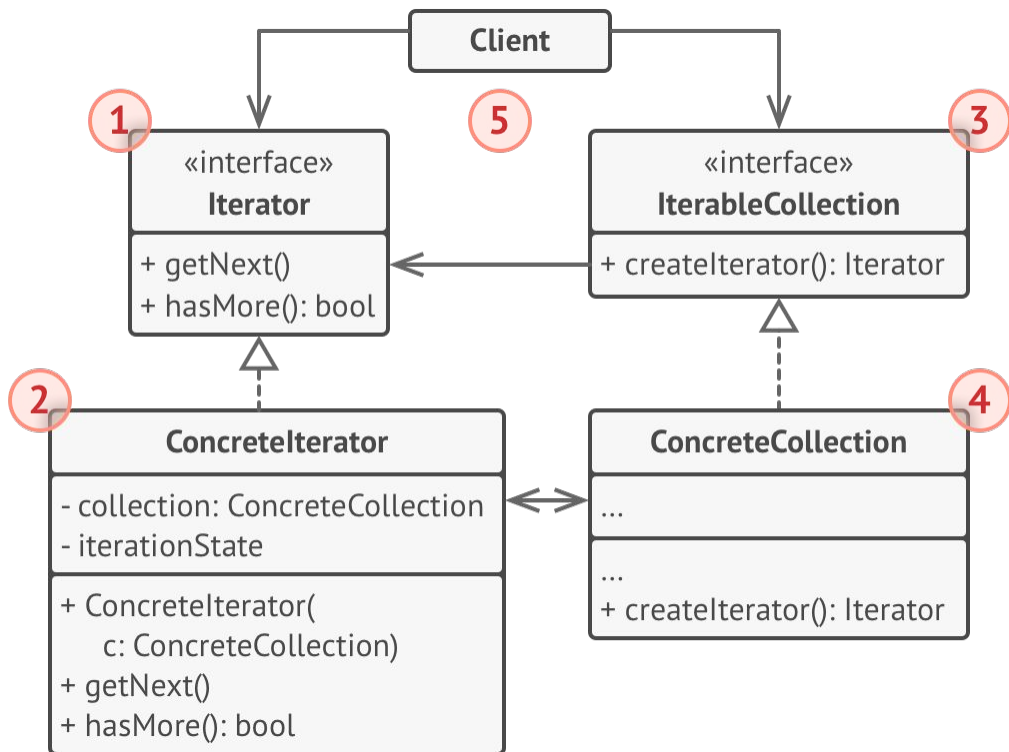 Client
1
5
3
«interface»
Iterator
+ getNext()
+ hasMore(): bool
«interface»
IterableCollection
+ createIterator(): Iterator
2
ConcreteIterator
- collection: ConcreteCollection
- iterationState
+ ConcreteIterator(
c: ConcreteCollection)
+ getNext()
+ hasMore(): bool
4
ConcreteCollection
...
...
+ createIterator(): Iterator